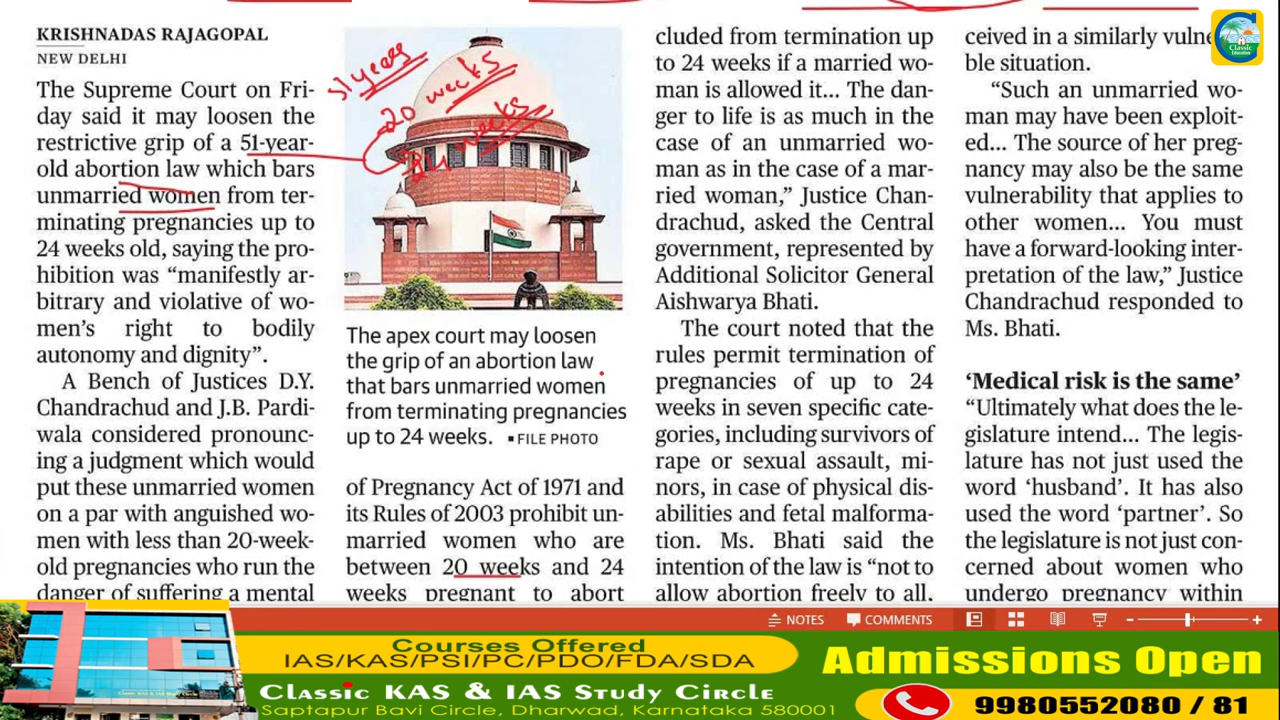 KRISHNADAS RAJAGOPAL
NEW DELHI
The Supreme Court on Fri-
day said it may loosen the
restrictive grip of a 51-year-
old abortion law which bars
unmarried women from ter-
minating pregnancies up to
24 weeks old, saying the pro-
hibition was “manifestly ar-
bitrary and violative of wo-
men’s right to bodily
autonomy and dignity”.
A Bench of Justices D.Y.
Chandrachud and J.B. Pardi-
wala considered pronounc-
ing a judgment which would
put these unmarried women
on a par with anguished wo-
men with less than 20-week-
old pregnancies who run the
danger of suffering a mental
51 years
20 weeks
24 weeks
The apex court may loosen
the grip of an abortion law
that bars unmarried women
from terminating pregnancies
up to 24 weeks. ▪FILE PHOTO
of Pregnancy Act of 1971 and
its Rules of 2003 prohibit un-
married women who are
between 20 weeks and 24
weeks pregnant to abort
cluded from termination up
to 24 weeks if a married wo-
man is allowed it... The dan-
ger to life is as much in the
case of an unmarried wo-
man as in the case of a mar-
ried woman,” Justice Chan-
drachud, asked the Central
government, represented by
Additional Solicitor General
Aishwarya Bhati.
The court noted that the
rules permit termination of
pregnancies of up to 24
weeks in seven specific cate-
gories, including survivors of
rape or sexual assault, mi-
nors, in case of physical dis-
abilities and fetal malforma-
tion. Ms. Bhati said the
intention of the law is “not to
allow abortion freely to all,
ceived in a similarly vulnera-
ble situation.
“Such an unmarried wo-
man may have been exploit-
ed... The source of her preg-
nancy may also be the same
vulnerability that applies to
other women... You must
have a forward-looking inter-
pretation of the law,” Justice
Chandrachud responded to
Ms. Bhati.
‘Medical risk is the same’
“Ultimately what does the le-
gislature intend... The legis-
lature has not just used the
word ‘husband’. It has also
used the word ‘partner’. So
the legislature is not just con-
cerned about women who
undergo pregnancy within
Classic
Education
NOTES COMMENTS
Courses Offered
IAS/KAS/PSI/PC/PDO/FDA/SDA
Classic KAS & IAS Study Circle
Saptapur Bavi Circle, Dharwad, Karnataka 580001
Admissions Open
9980552080 / 81